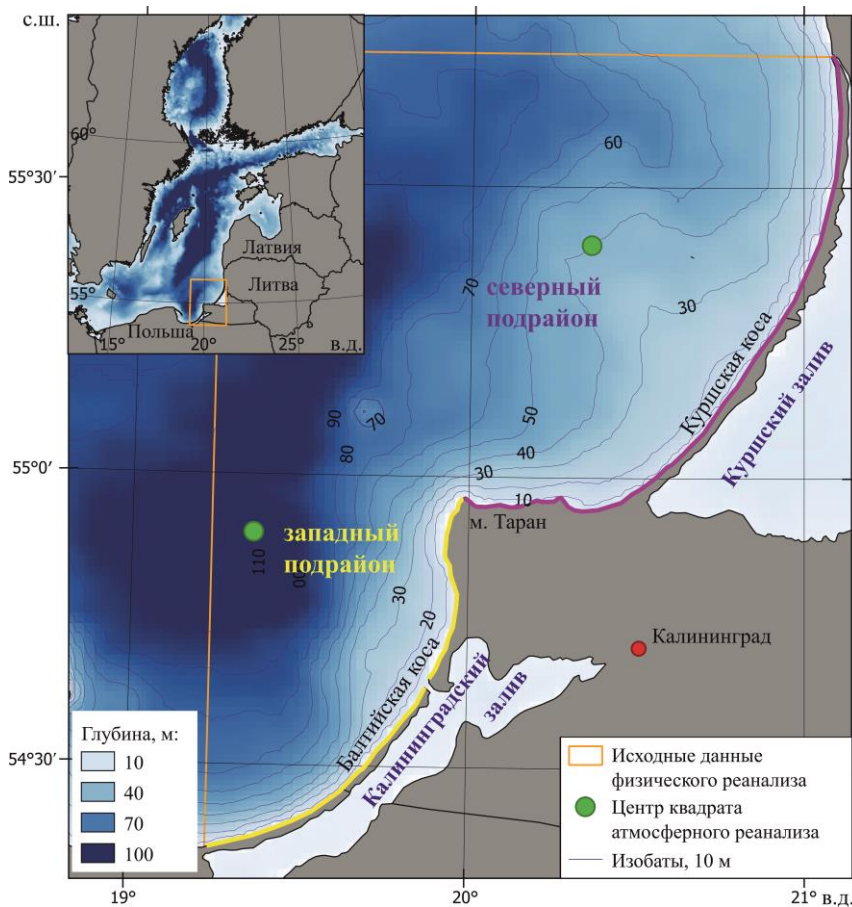 с.ш.
60°
55°
Латвия
Литва
Польша
15°
20°
25°
в.д.
55°30'
55°0'
54°30'
60
70
северный
подрайон
30
Куршская коса
Куршский залив
90
70
80
50
40
30
10
м. Таран
западный
подрайон
110
00
30
20
Калининград
Балтийская коса
Калининградский
залив
Глубина, м:
10
40
70
100
Исходные данные
физического реанализа
Центр квадрата
атмосферного реанализа
Изобаты, 10 м
19°
20°
21°
в.д.